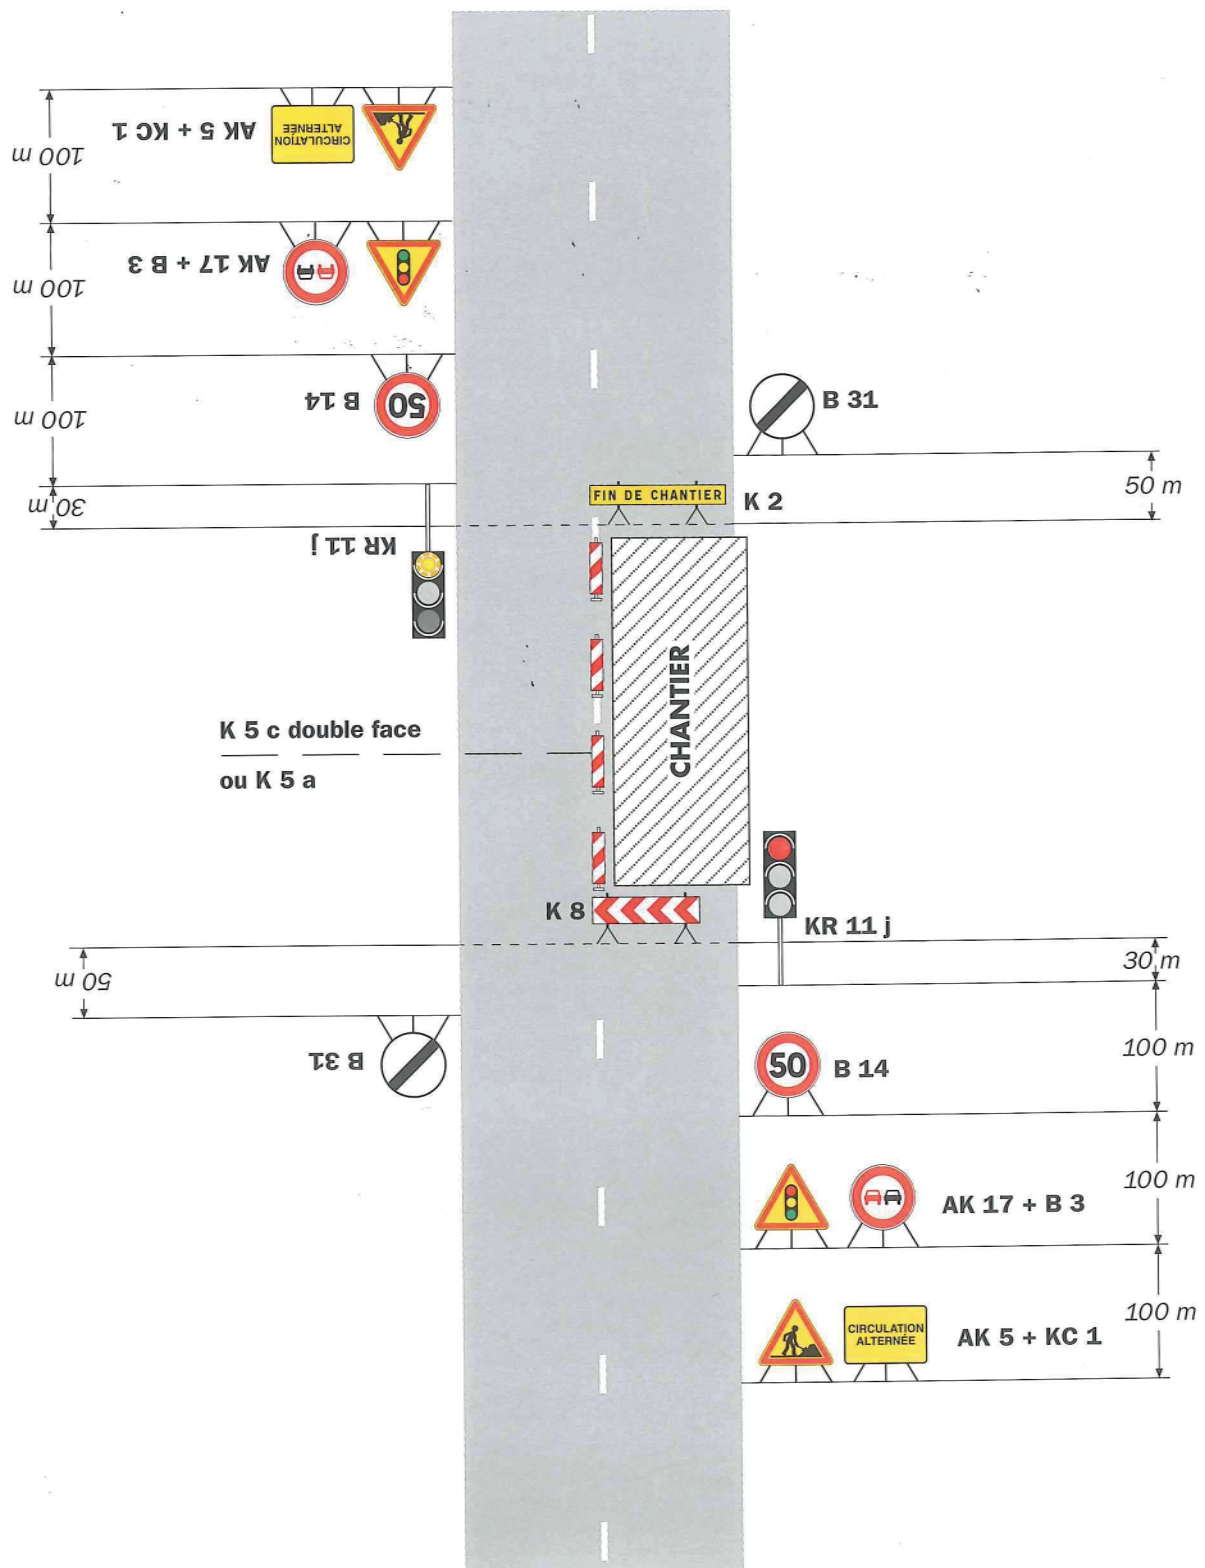 AK 5 + KC 1
CIRCULATION
ALTERNÉE
100 m
AK 17 + B 3
100 m
B 14
50
100 m
B 31
30 m
KR 11 j
FIN DE CHANTIER
K 2
50 m
CHANTIER
K 5 c double face
ou K 5 a
K 8
KR 11 j
30 m
50 m
B 31
50
B 14
100 m
AK 17 + B 3
100 m
CIRCULATION
ALTERNÉE
AK 5 + KC 1
100 m